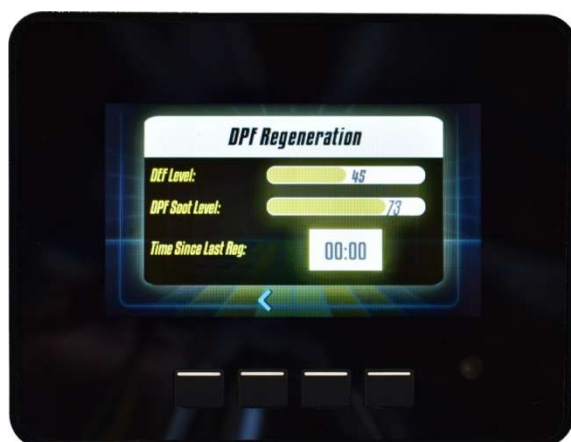 DPF Regeneration
DEF Level: 45
DPF Soot Level: 73
Time Since Last Reg: 00:00